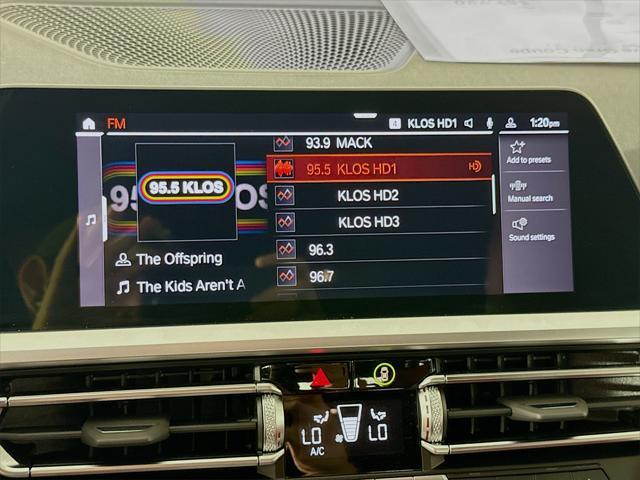 FM
4 KLOS HD1 1:20pm
93.9 MACK
95.5 KLOS HD1
KLOS HD2
KLOS HD3
96.3
96.7
95.5 KLOS
The Offspring
The Kids Aren't A
Add to presets
Manual search
Sound settings
LO LO
A/C